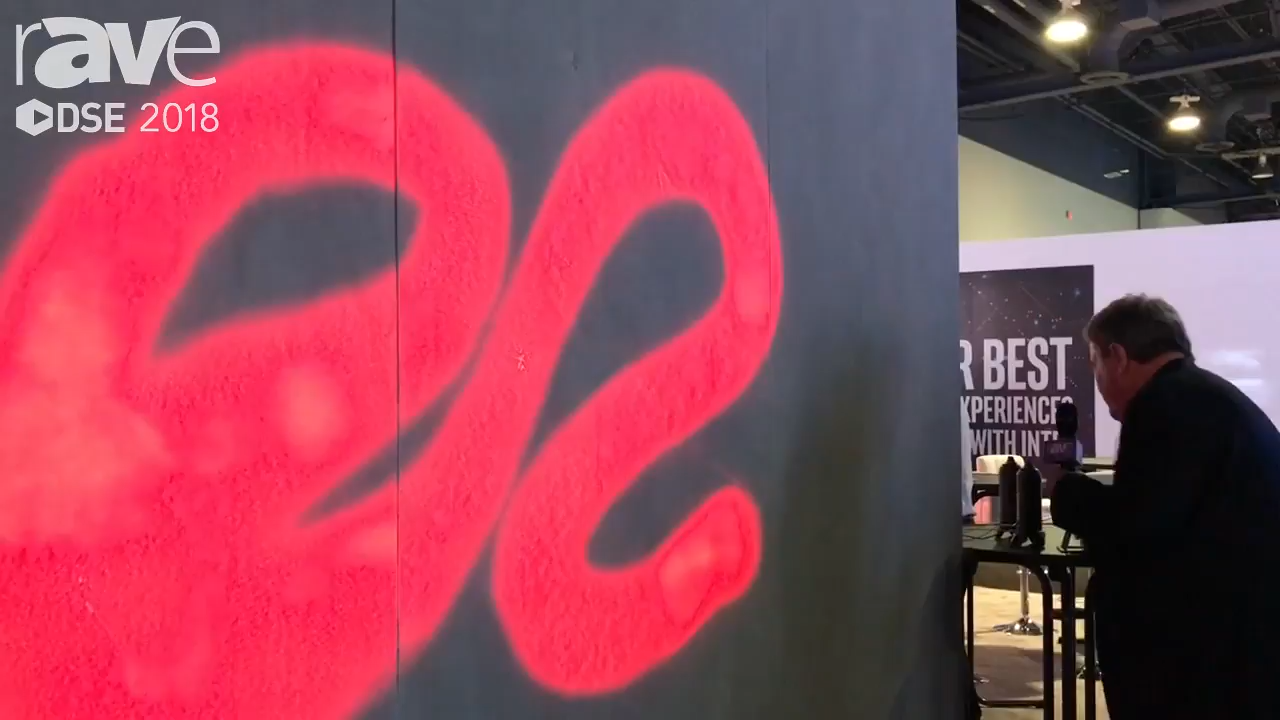 rave
DSE 2018
R BEST
XPERIENCES
WITH INT